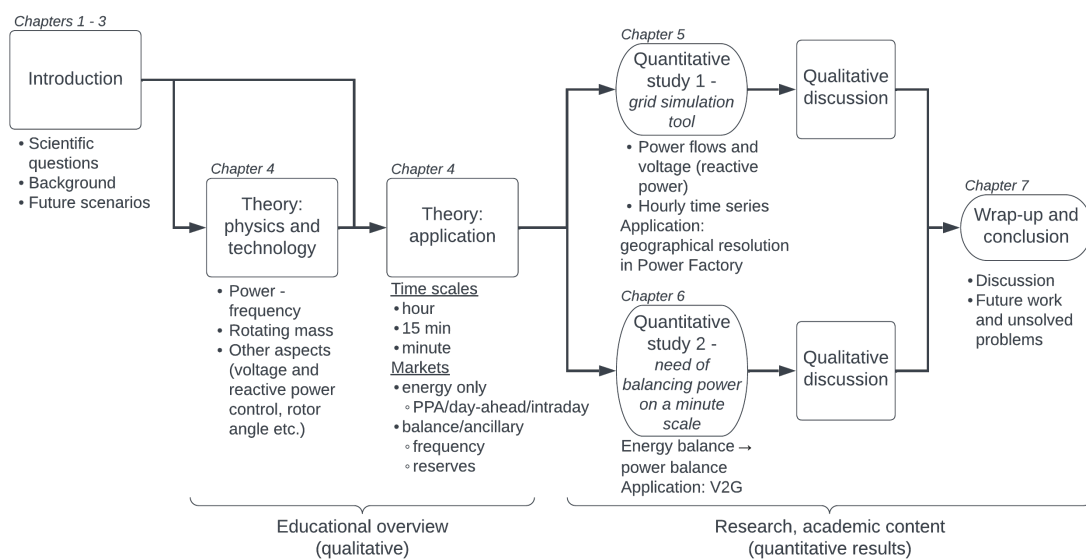 Chapters 1 - 3
Introduction
• Scientific
questions
• Background
• Future scenarios
Chapter 4
Theory:
physics and
technology
• Power -
frequency
• Rotating mass
• Other aspects
(voltage and
reactive power
control, rotor
angle etc.)
Chapter 4
Theory:
application
Time scales
• hour
• 15 min
• minute
Markets
• energy only
◦ PPA/day-ahead/intraday
• balance/ancillary
◦ frequency
◦ reserves
Educational overview
(qualitative)
Chapter 5
Quantitative
study 1 -
grid simulation
tool
• Power flows and
voltage (reactive
power)
• Hourly time series
Application:
geographical resolution
in Power Factory
Qualitative
discussion
Chapter 6
Quantitative
study 2 -
need of
balancing power
on a minute
scale
Energy balance →
power balance
Application: V2G
Qualitative
discussion
Chapter 7
Wrap-up and
conclusion
• Discussion
• Future work
and unsolved
problems
Research, academic content
(quantitative results)